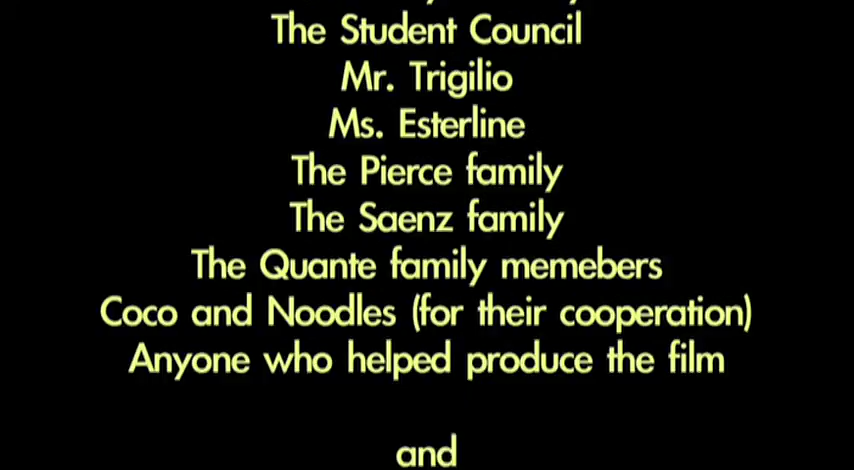 The Student Council
Mr. Trigilio
Ms. Esterline
The Pierce family
The Saenz family
The Quante family memebers
Coco and Noodles (for their cooperation)
Anyone who helped produce the film
and